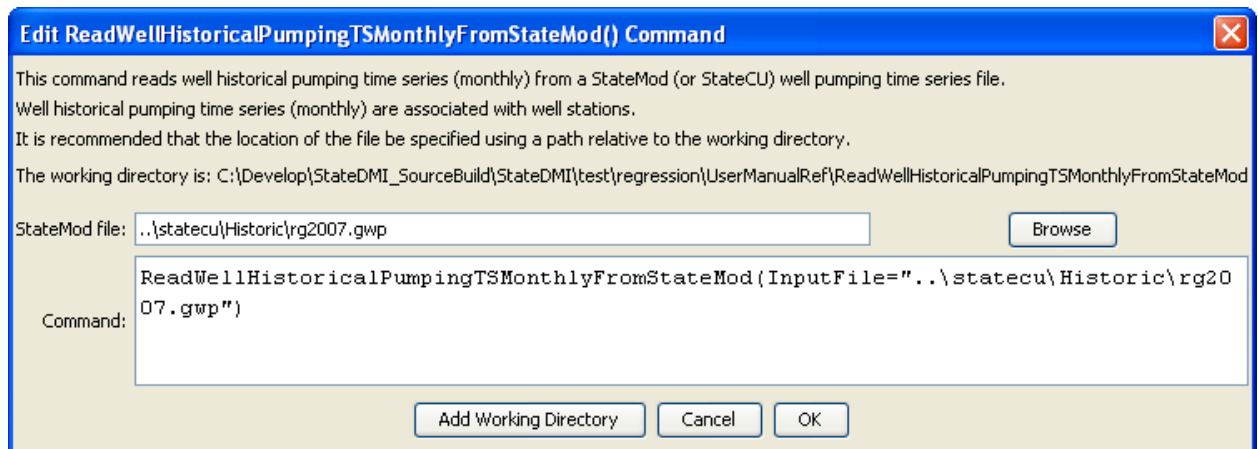 Edit ReadWellHistoricalPumpingTSMonthlyFromStateMod() Command
This command reads well historical pumping time series (monthly) from a StateMod (or StateCU) well pumping time series file.
Well historical pumping time series (monthly) are associated with well stations.
It is recommended that the location of the file be specified using a path relative to the working directory.
The working directory is: C:\Develop\StateDMI_SourceBuild\StateDMI\test\regression\UserManualRef\ReadWellHistoricalPumpingTSMonthlyFromStateMod
StateMod file: ..\statecu\Historic\rg2007.gwp Browse
ReadWellHistoricalPumpingTSMonthlyFromStateMod(InputFile="..\statecu\Historic\rg20
Command: 07.gwp")
Add Working Directory Cancel OK